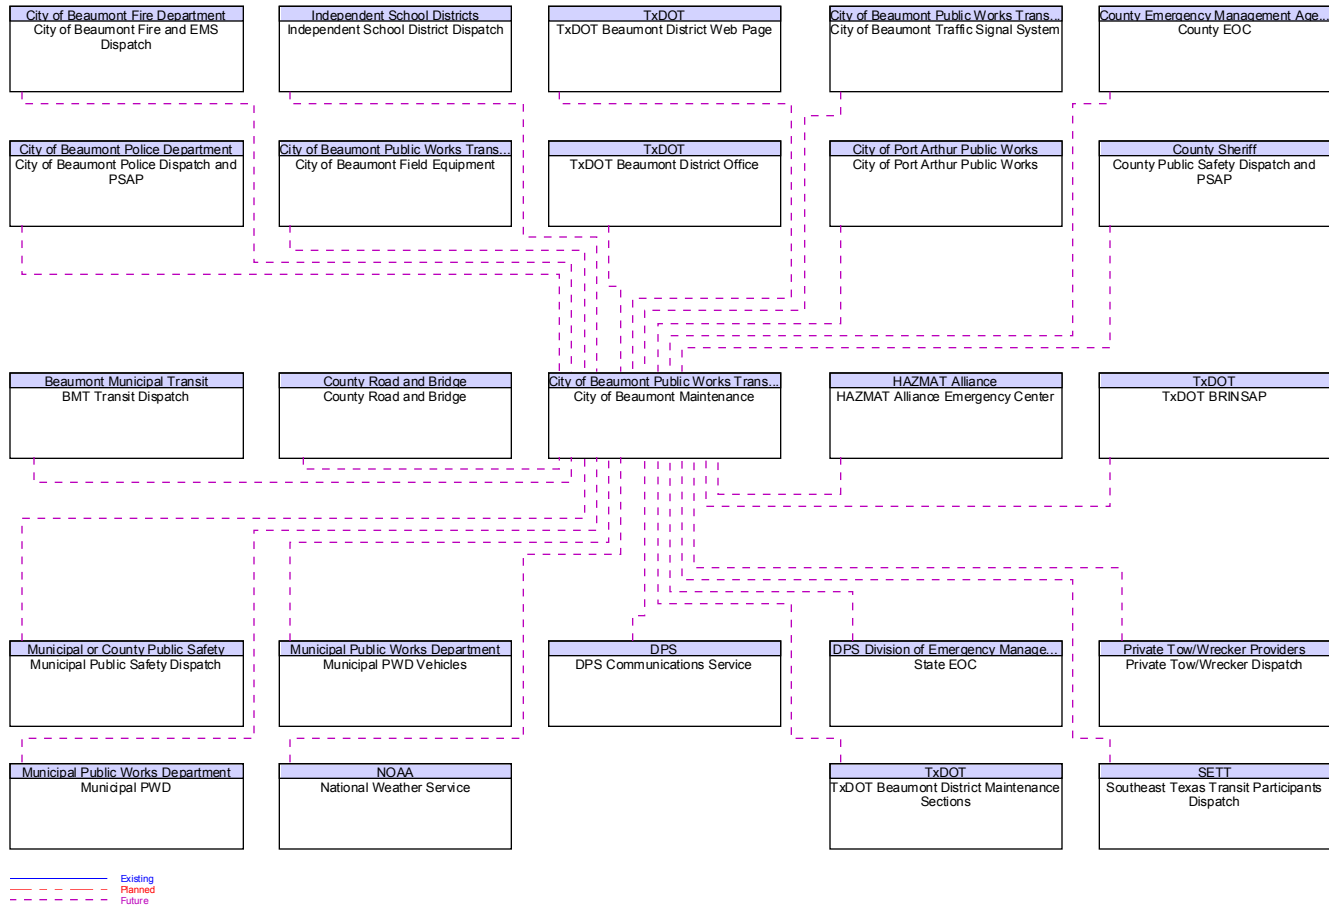 City of Beaumont Fire Department
City of Beaumont Fire and EMS
Dispatch
Independent School Districts
Independent School District Dispatch
TxDOT
TxDOT Beaumont District Web Page
City of Beaumont Public Works Trans...
City of Beaumont Traffic Signal System
County Emergency Management Age...
County EOC
City of Beaumont Police Department
City of Beaumont Police Dispatch and
PSAP
City of Beaumont Public Works Trans...
City of Beaumont Field Equipment
TxDOT
TxDOT Beaumont District Office
City of Port Arthur Public Works
City of Port Arthur Public Works
County Sheriff
County Public Safety Dispatch and
PSAP
Beaumont Municipal Transit
BMT Transit Dispatch
County Road and Bridge
County Road and Bridge
City of Beaumont Public Works Trans...
City of Beaumont Maintenance
HAZMAT Alliance
HAZMAT Alliance Emergency Center
TxDOT
TxDOT BRINSAP
Municipal or County Public Safety
Municipal Public Safety Dispatch
Municipal Public Works Department
Municipal PWD Vehicles
DPS
DPS Communications Service
DPS Division of Emergency Manage...
State EOC
Private Tow/Wrecker Providers
Private Tow/Wrecker Dispatch
Municipal Public Works Department
Municipal PWD
NOAA
National Weather Service
TxDOT
TxDOT Beaumont District Maintenance
Sections
SETT
Southeast Texas Transit Participants
Dispatch
Existing
Planned
Future